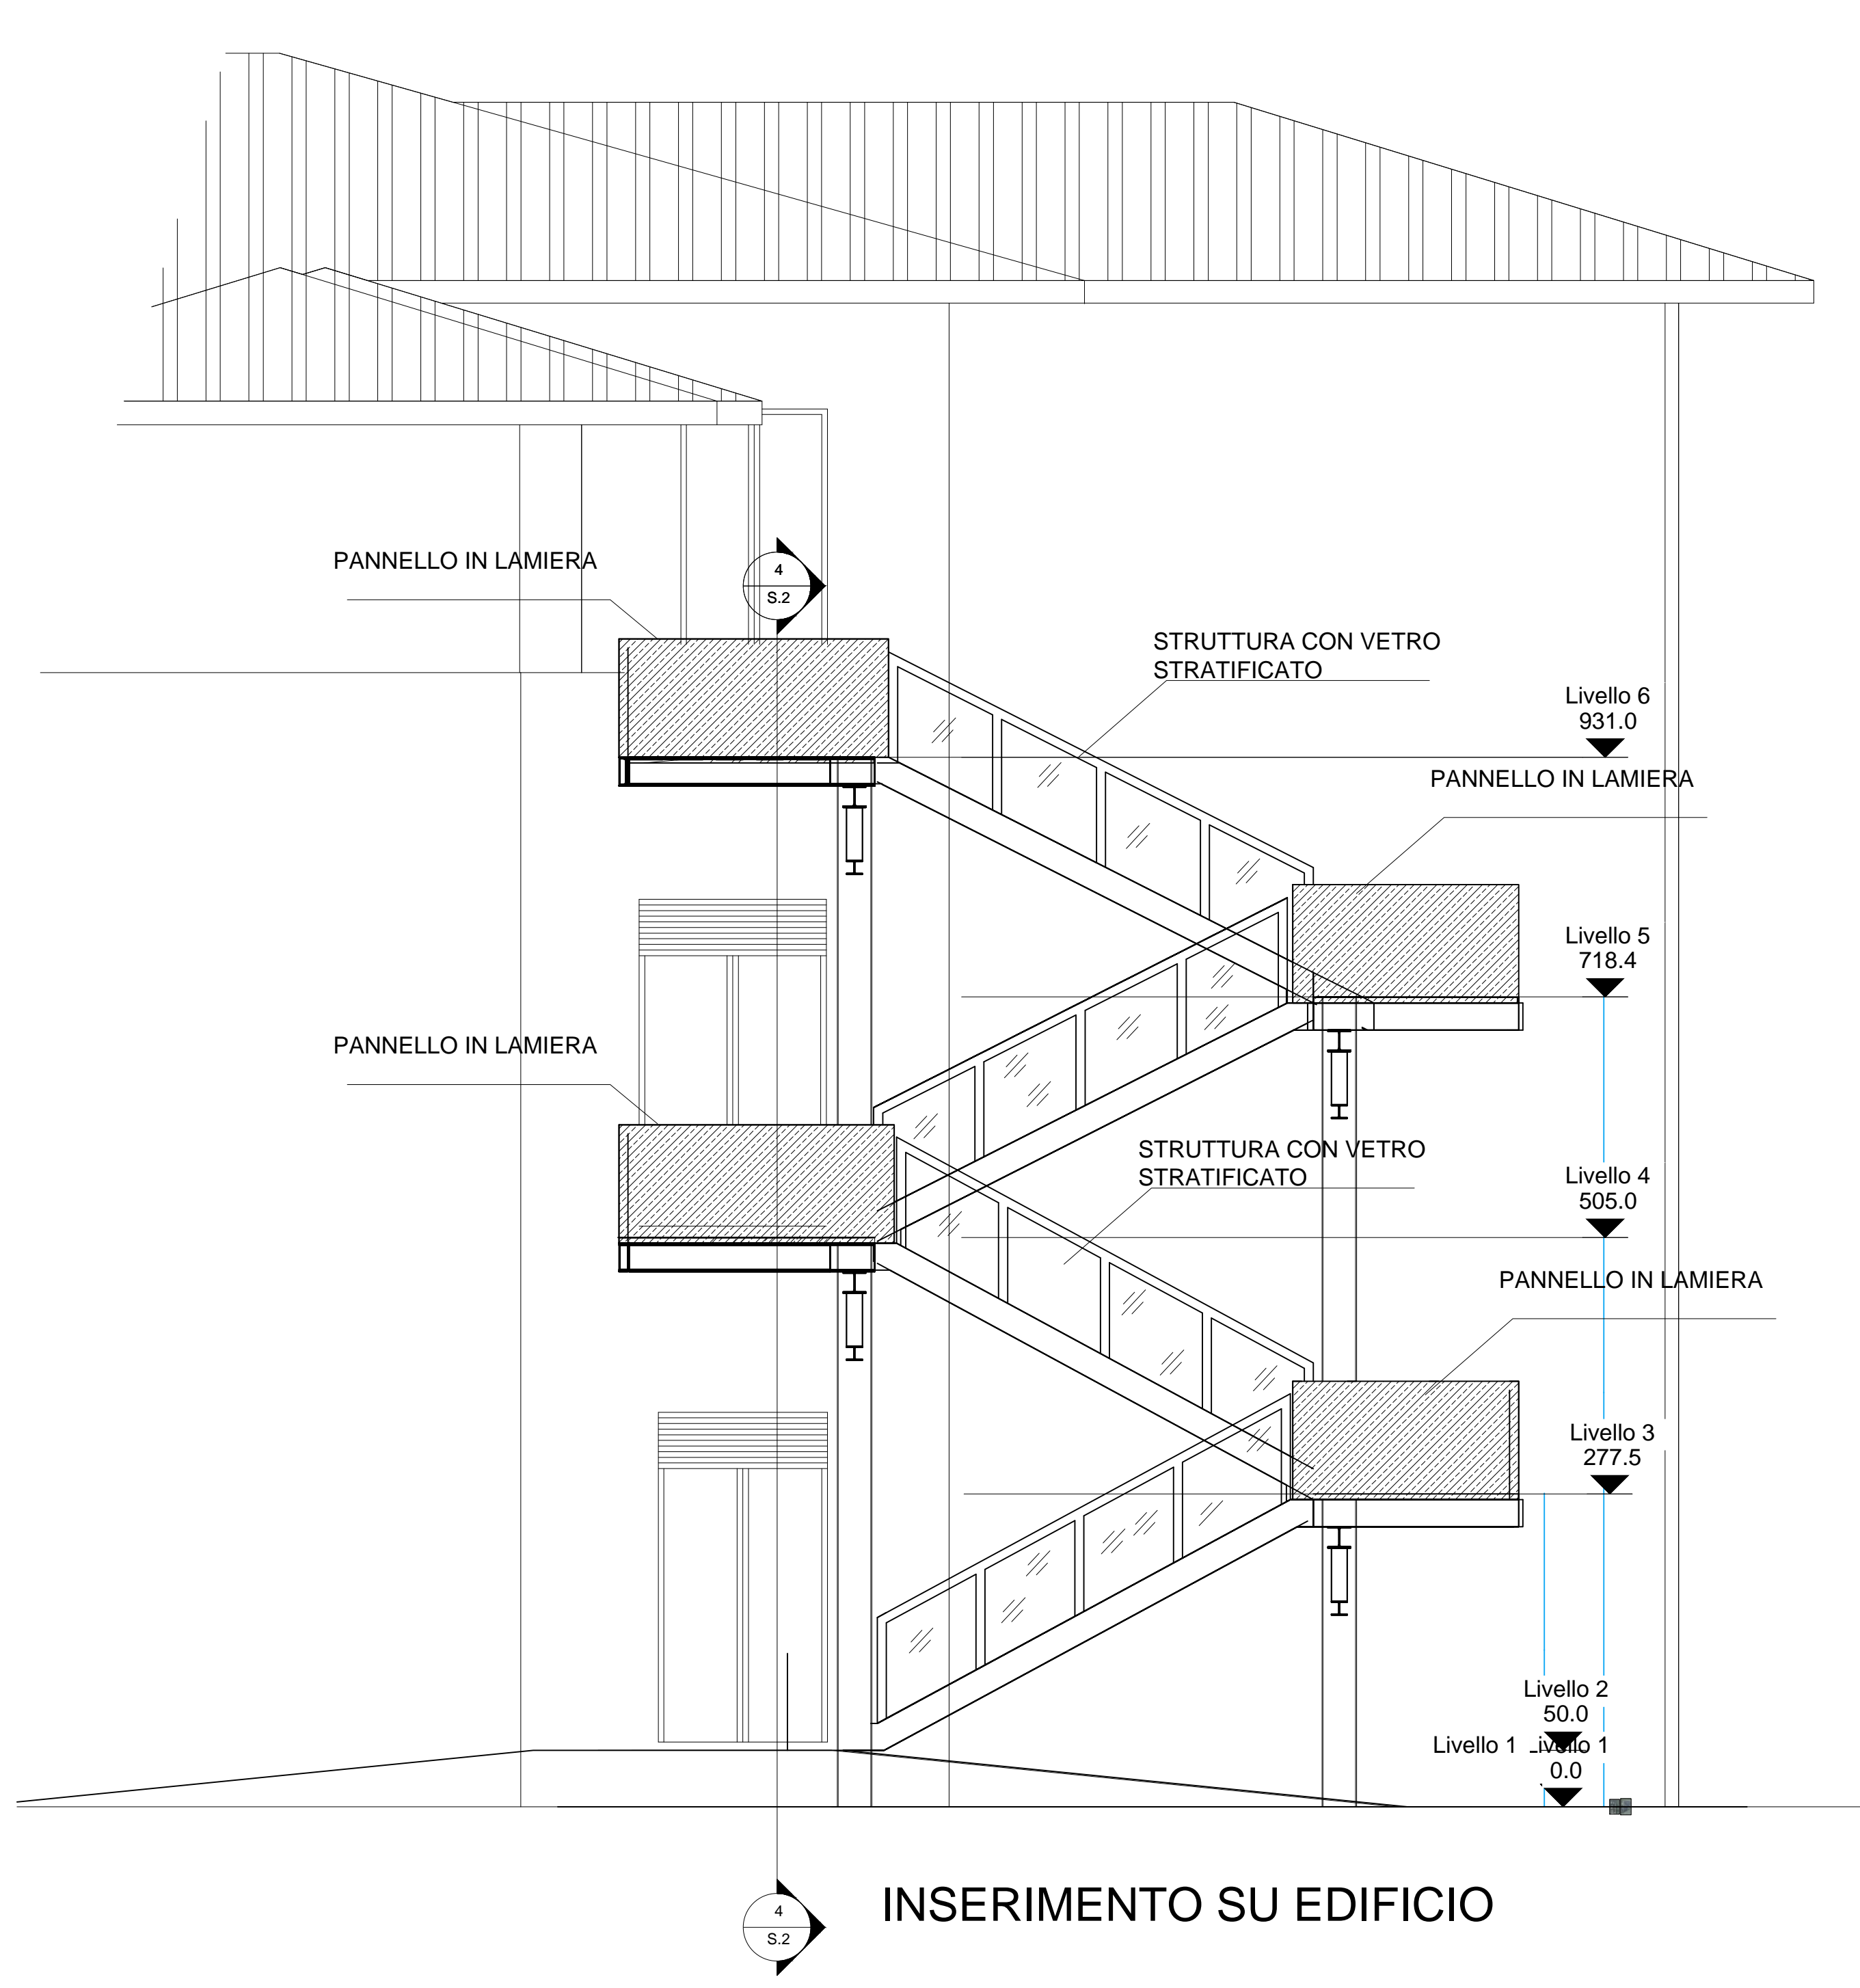 PANNELLO IN LAMIERA
4
S.2
STRUTTURA CON VETRO
STRATIFICATO
Livello 6
931.0
PANNELLO IN LAMIERA
Livello 5
718.4
PANNELLO IN LAMIERA
STRUTTURA CON VETRO
STRATIFICATO
Livello 4
505.0
PANNELLO IN LAMIERA
Livello 3
277.5
Livello 2
50.0
Livello 1
Livello 1
0.0
4
S.2
INSERIMENTO SU EDIFICIO